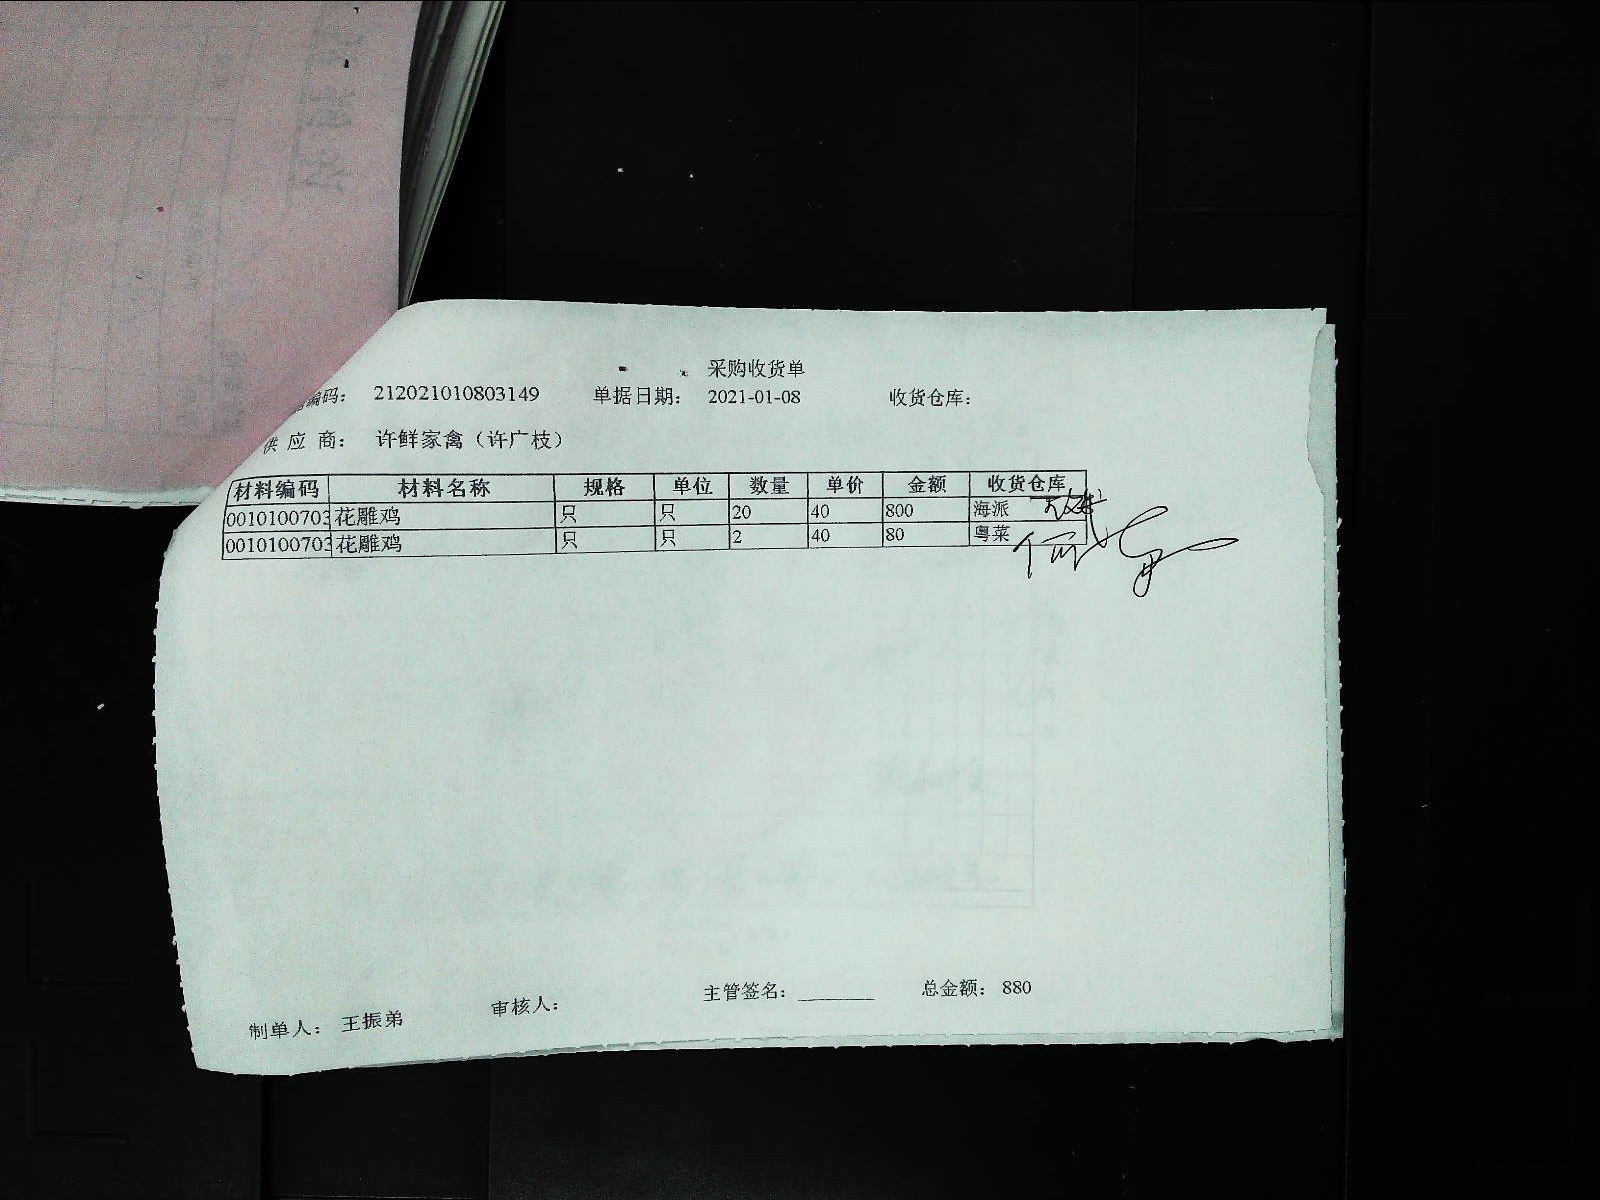 采购收货单
编码： 212021010803149 单据日期： 2021-01-08 收货仓库：
供应商： 许鲜家禽（许广枝）
材料编码 材料名称 规格 单位 数量 单价 金额 收货仓库
0010100703 花雕鸡 只 只 20 40 800 海派
0010100703 花雕鸡 只 只 2 40 80 粤菜
制单人： 王振弟 审核人： 主管签名： ________ 总金额： 880